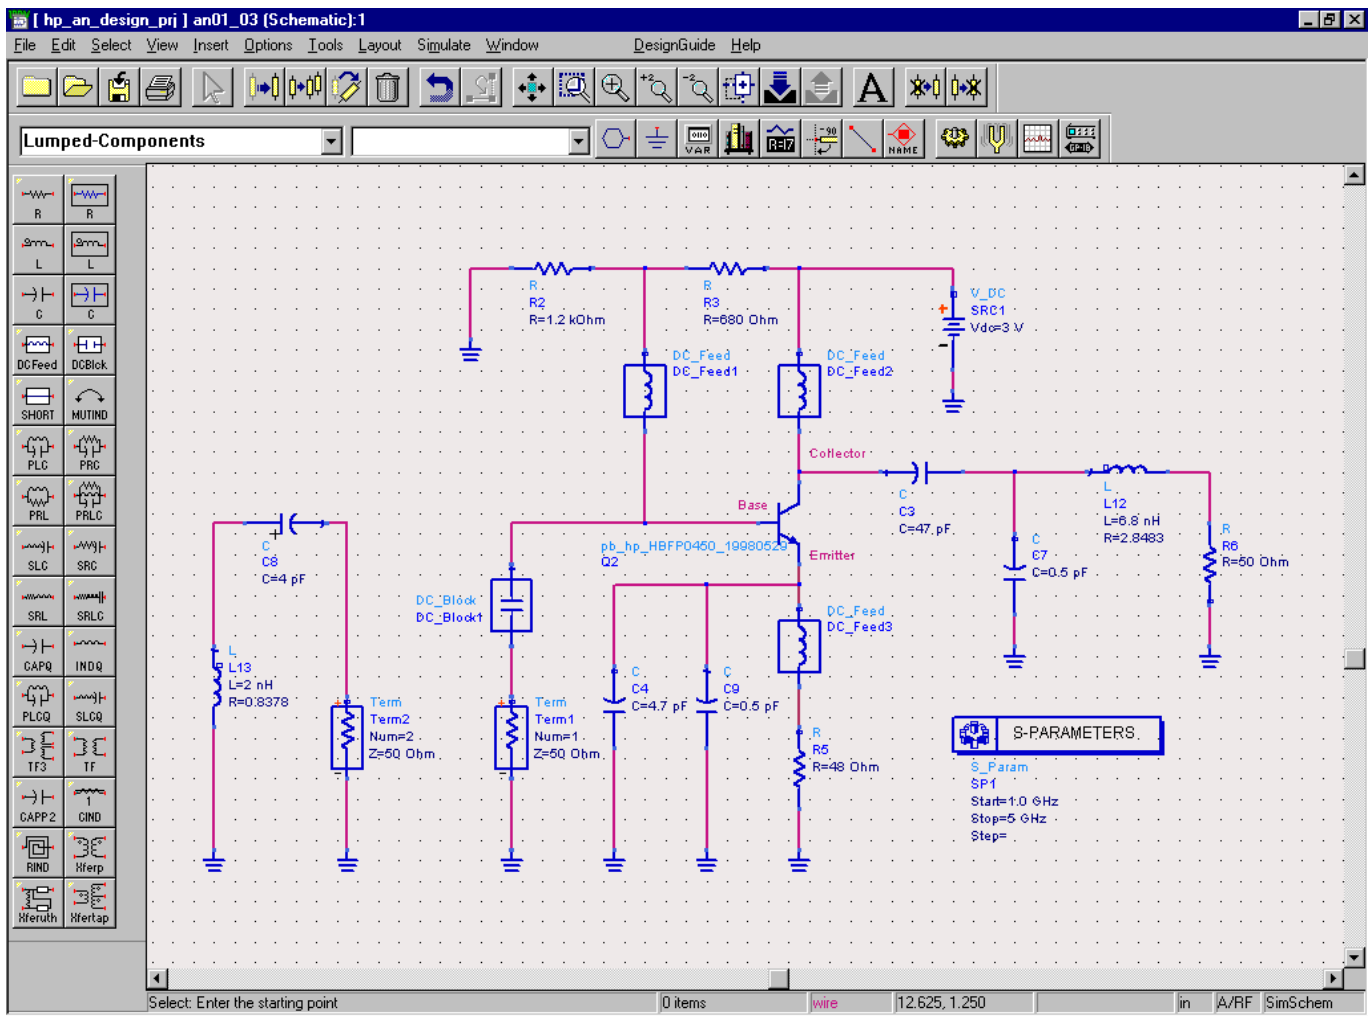 [ hp_an_design_prj ] an01_03 (Schematic):1
File Edit Select View Insert Options Tools Layout Simulate Window DesignGuide Help
+2 -2 A
Lumped-Components
VAR R=17 -90 NAME GP-IB
R R
L L
C C
DCFeed DCBlck
SHORT MUTIND
PLC PRC
PRL PRLC
SLC SRC
SRL SRLC
CAPQ INDQ
PLCQ SLCQ
TF3 TF
CAPP2 CIND
RIND Xferp
Xferuth Xfertap
R
R2
R=1.2 kOhm
R
R3
R=680 Ohm
V_DC
SRC1
Vdc=3 V
DC_Feed
DC_Feed1
DC_Feed
DC_Feed2
Collector
Base
Emitter
pb_hp_HBFP0450_19980529
Q2
C
C3
C=47 pF
L
L12
L=6.8 nH
R=2.8483
C
C7
C=0.5 pF
R
R6
R=50 Ohm
C
C8
C=4 pF
DC_Block
DC_Block1
DC_Feed
DC_Feed3
L
L13
L=2 nH
R=0.8378
Term
Term2
Num=2
Z=50 Ohm
Term
Term1
Num=1
Z=50 Ohm
C
C4
C=4.7 pF
C
C9
C=0.5 pF
R
R5
R=48 Ohm
S-PARAMETERS
S_Param
SP1
Start=1.0 GHz
Stop=5 GHz
Step=
Select: Enter the starting point 0 items wire 12.625, 1.250 in A/RF SimSchem